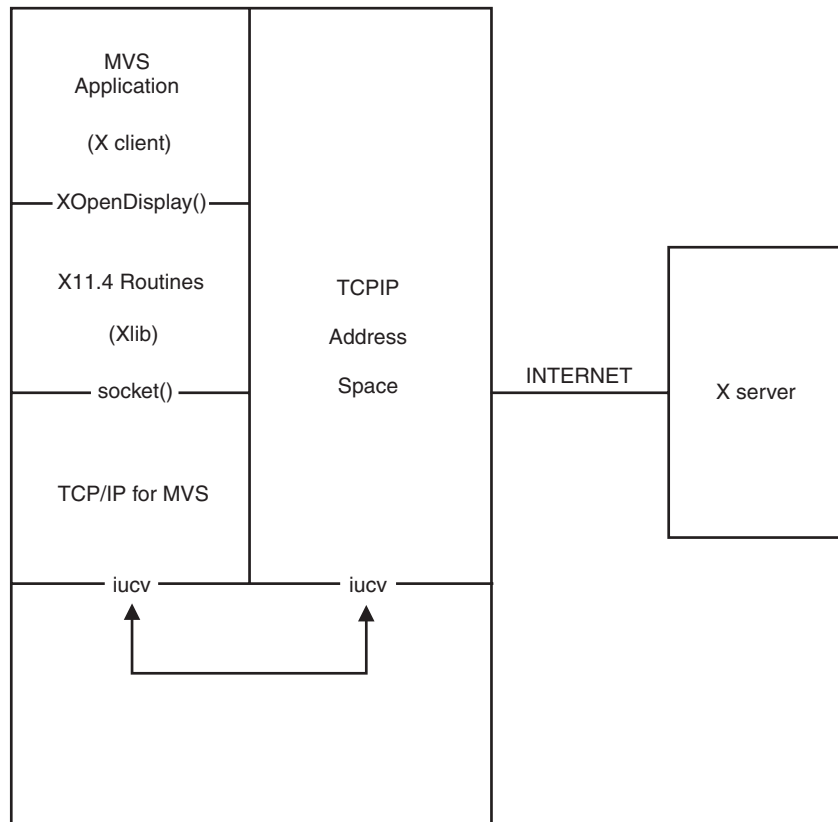 MVS
Application
(X client)
XOpenDisplay()
X11.4 Routines
(Xlib)
socket()
TCP/IP for MVS
iucv
TCPIP
Address
Space
iucv
INTERNET
X server